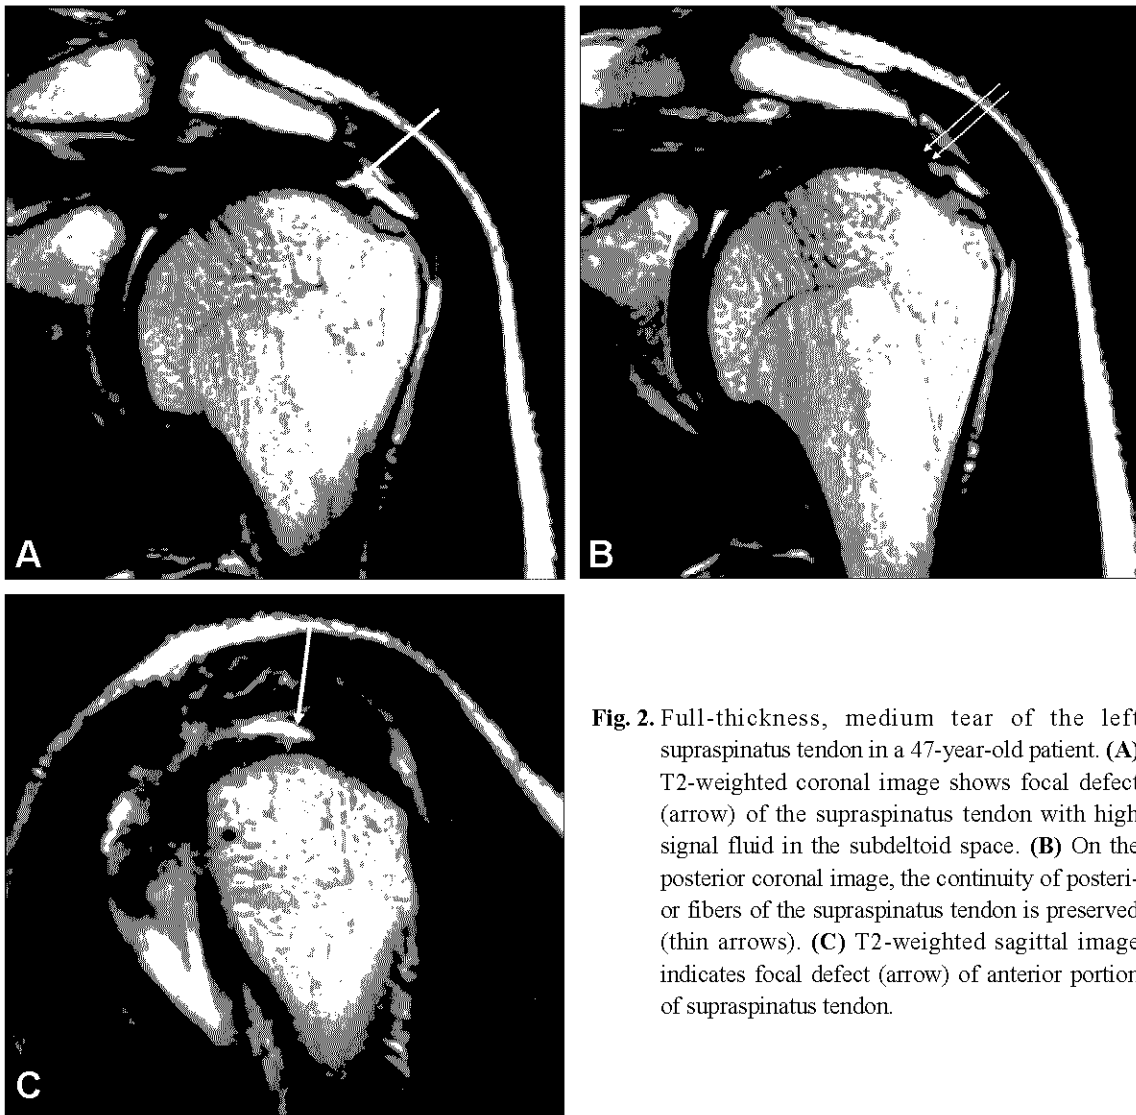 A
B
C
Fig. 2. Full-thickness, medium tear of the left
supraspinatus tendon in a 47-year-old patient. (A)
T2-weighted coronal image shows focal defect
(arrow) of the supraspinatus tendon with high
signal fluid in the subdeltoid space. (B) On the
posterior coronal image, the continuity of posteri-
or fibers of the supraspinatus tendon is preserved
(thin arrows). (C) T2-weighted sagittal image
indicates focal defect (arrow) of anterior portion
of supraspinatus tendon.